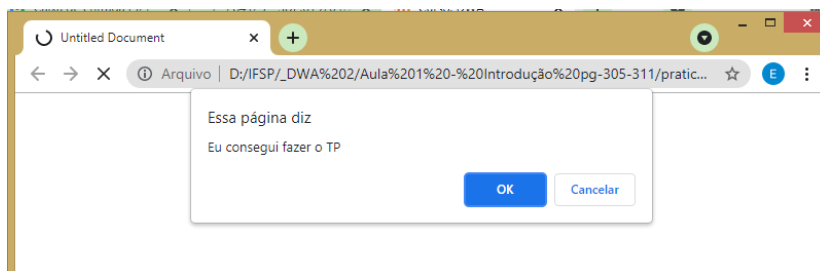 Untitled Document
Arquivo | D:/IFSP/_DWA%202/Aula%201%20-%20Introdução%20pg-305-311/pratic...
E
Essa página diz
Eu consegui fazer o TP
OK
Cancelar